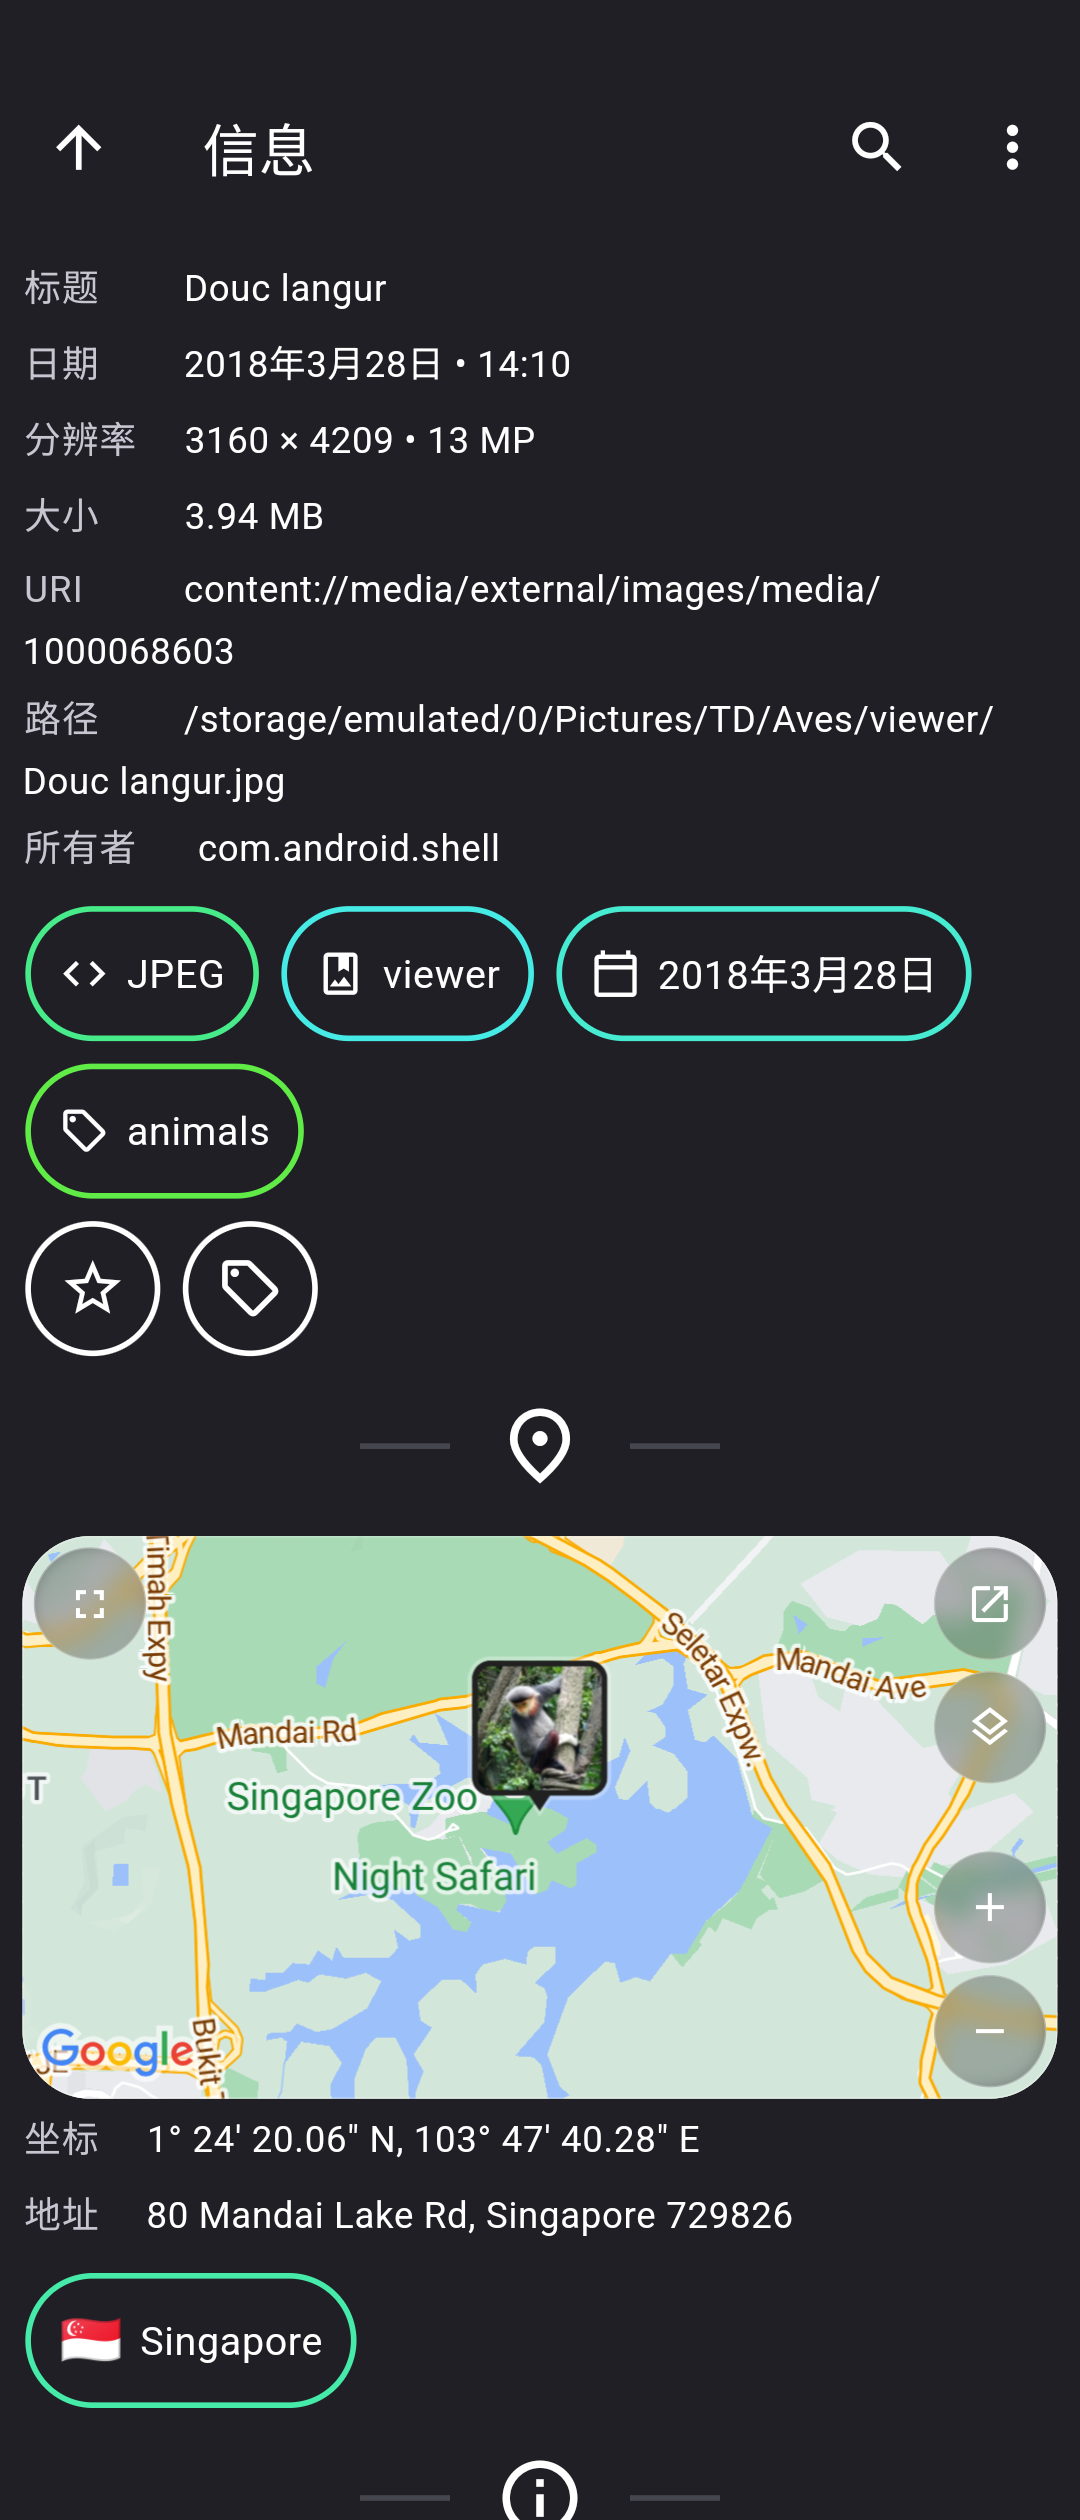 信息
标题 Douc langur
日期 2018年3月28日 • 14:10
分辨率 3160 × 4209 • 13 MP
大小 3.94 MB
URI content://media/external/images/media/
1000068603
路径 /storage/emulated/0/Pictures/TD/Aves/viewer/
Douc langur.jpg
所有者 com.android.shell
JPEG viewer 2018年3月28日
animals
Timah Expy
Seletar Expw.
Mandai Ave
Mandai Rd
T
Singapore Zoo
Night Safari
Google
Bukit
坐标 1° 24' 20.06" N, 103° 47' 40.28" E
地址 80 Mandai Lake Rd, Singapore 729826
Singapore